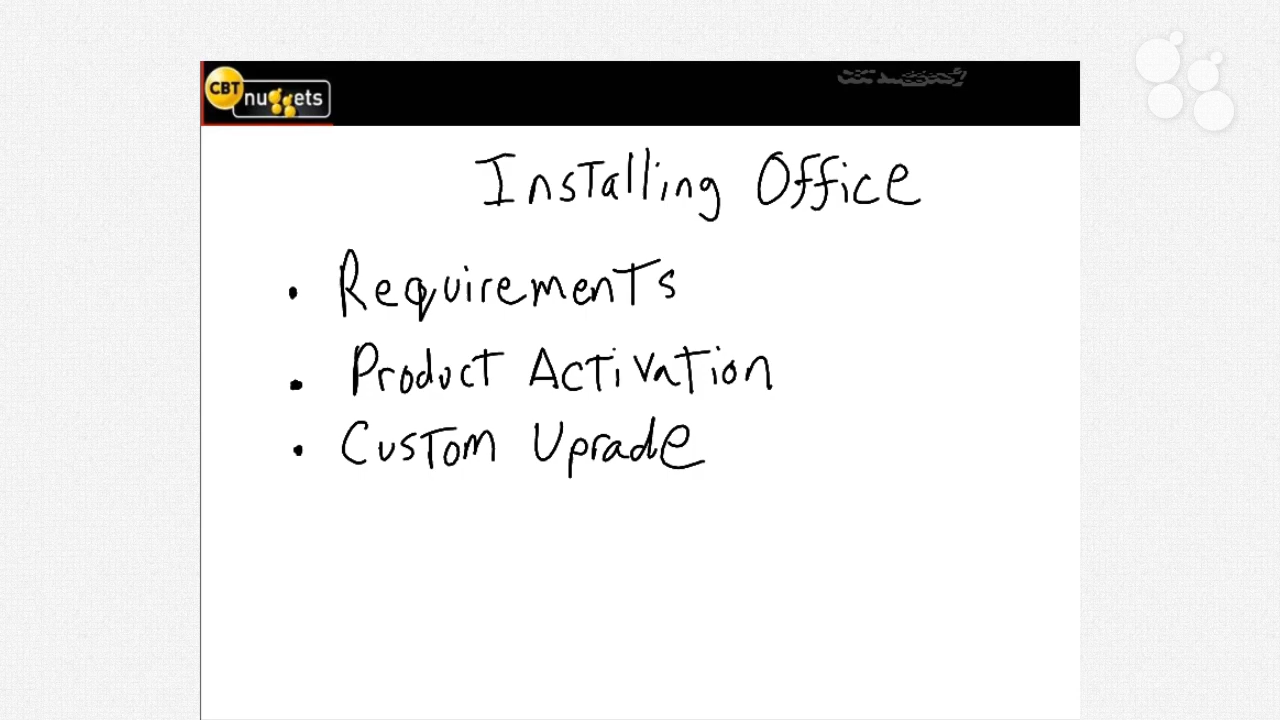 CBT nuggets
Installing Office
• Requirements
• Product Activation
• Custom Uprade